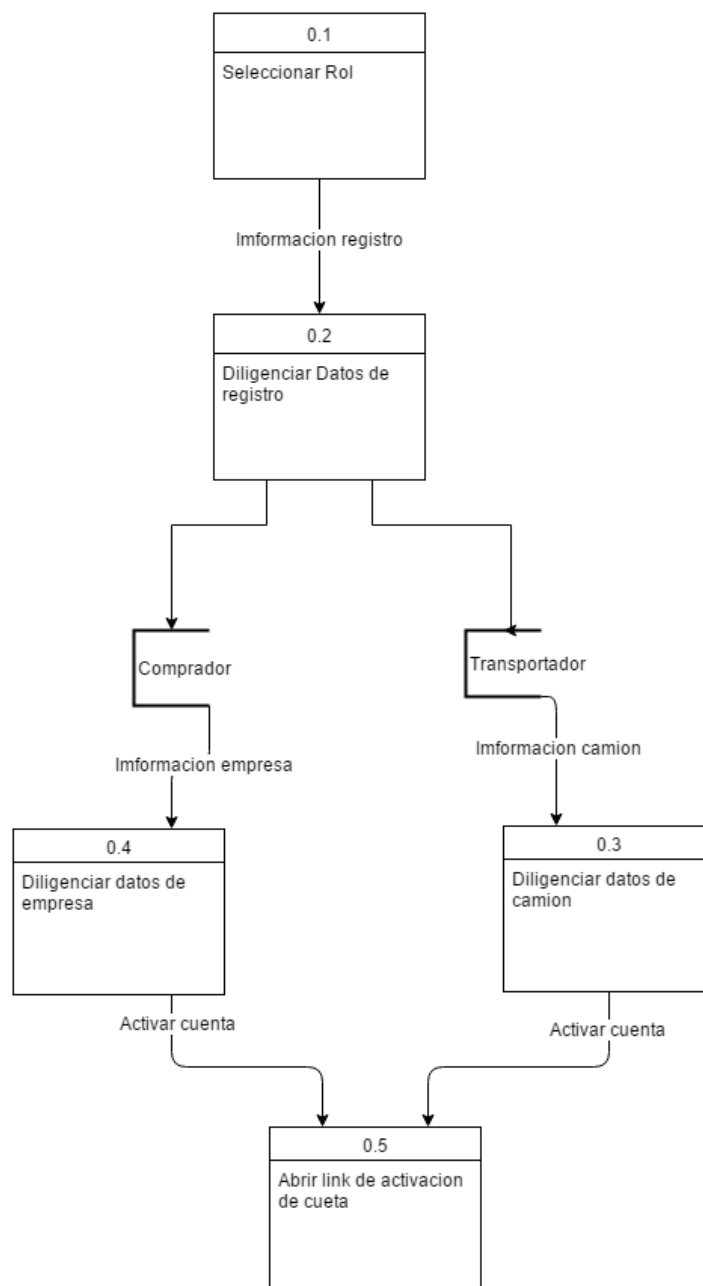 0.1
Seleccionar Rol
Imformacion registro
0.2
Diligenciar Datos de
registro
Comprador
Transportador
Imformacion camion
Imformacion empresa
0.4
Diligenciar datos de
empresa
0.3
Diligenciar datos de
camion
Activar cuenta
Activar cuenta
0.5
Abrir link de activacion
de cueta